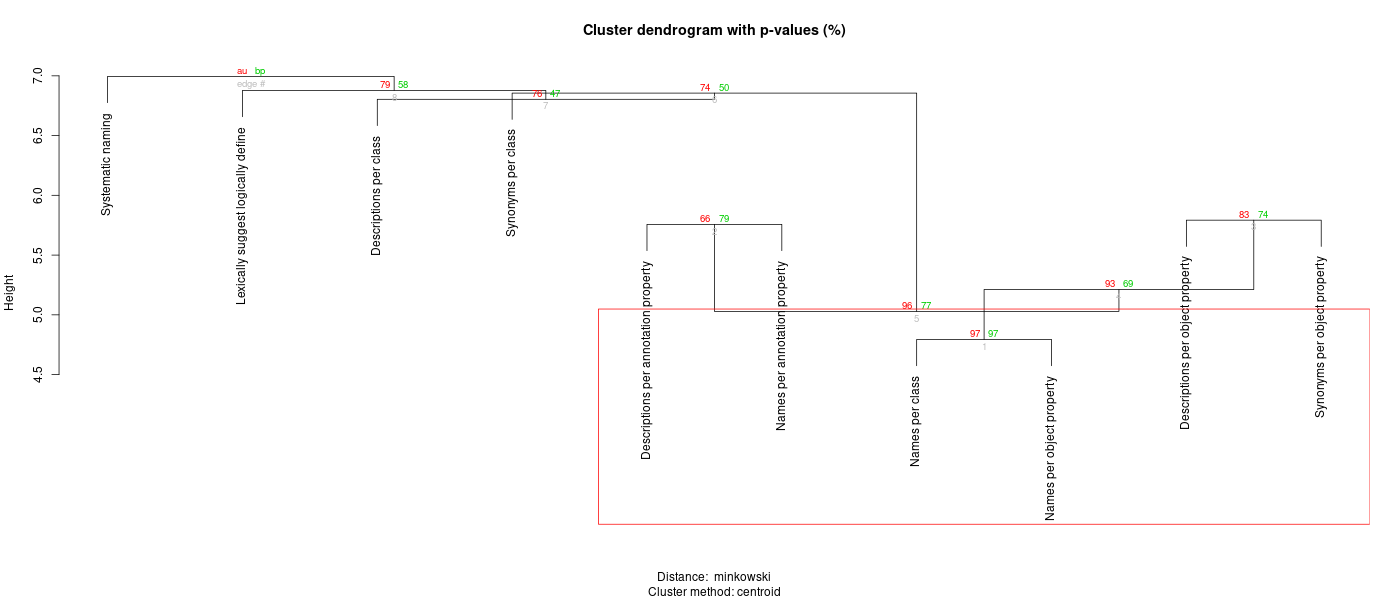 Cluster dendrogram with p-values (%)
Height
7.0
6.5
6.0
5.5
5.0
4.5
au bp
edge #
79 58
8
76 47
7
74 50
6
66 79
2
83 74
3
93 69
4
96 77
5
97 97
1
Systematic naming
Lexically suggest logically define
Descriptions per class
Synonyms per class
Descriptions per annotation property
Names per annotation property
Names per class
Names per object property
Descriptions per object property
Synonyms per object property
Distance: minkowski
Cluster method: centroid